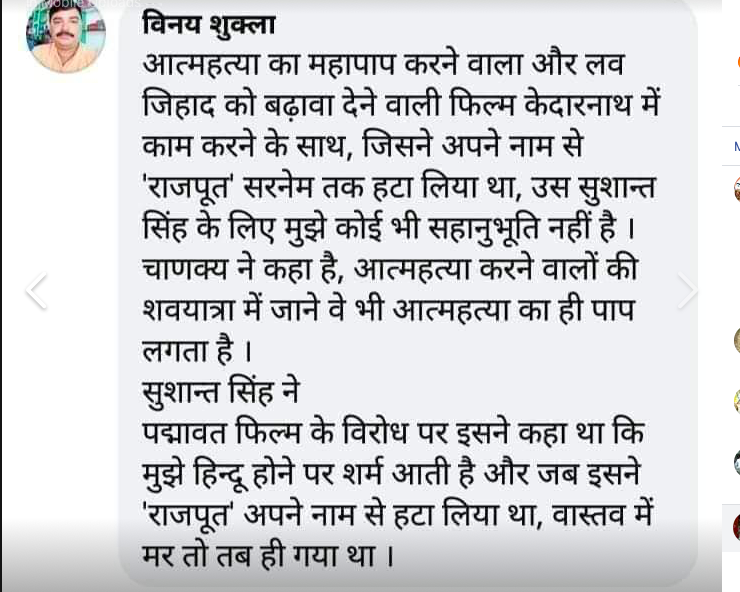 विनय शुक्ला
आत्महत्या का महापाप करने वाला और लव
जिहाद को बढ़ावा देने वाली फिल्म केदारनाथ में
काम करने के साथ, जिसने अपने नाम से
'राजपूत' सरनेम तक हटा लिया था, उस सुशान्त
सिंह के लिए मुझे कोई भी सहानुभूति नहीं है ।
चाणक्य ने कहा है, आत्महत्या करने वालों की
शवयात्रा में जाने वे भी आत्महत्या का ही पाप
लगता है ।
सुशान्त सिंह ने
पद्मावत फिल्म के विरोध पर इसने कहा था कि
मुझे हिन्दू होने पर शर्म आती है और जब इसने
'राजपूत' अपने नाम से हटा लिया था, वास्तव में
मर तो तब ही गया था ।